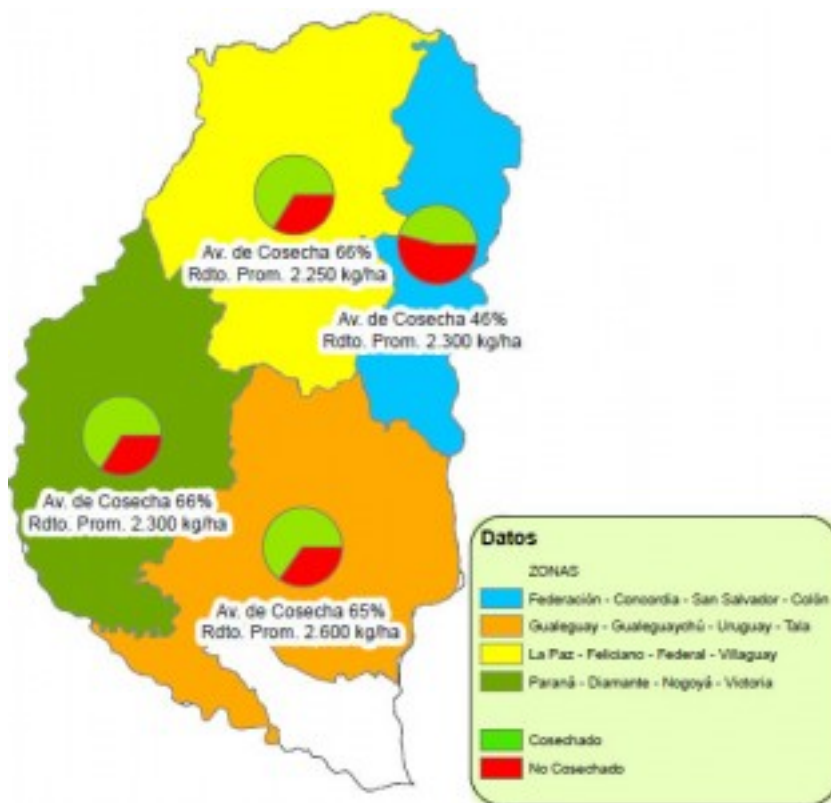 Av. de Cosecha 66%
Rdto. Prom. 2.250 kg/ha
Av. de Cosecha 46%
Rdto. Prom. 2.300 kg/ha
Av. de Cosecha 66%
Rdto. Prom. 2.300 kg/ha
Av. de Cosecha 65%
Rdto. Prom. 2.600 kg/ha
Datos
ZONAS
Federación - Concordia - San Salvador - Colón
Gualeguay - Gualeguaychú - Uruguay - Tala
La Paz - Feliciano - Federal - Villaguay
Paraná - Diamante - Nogoyá - Victoria
Cosechado
No Cosechado